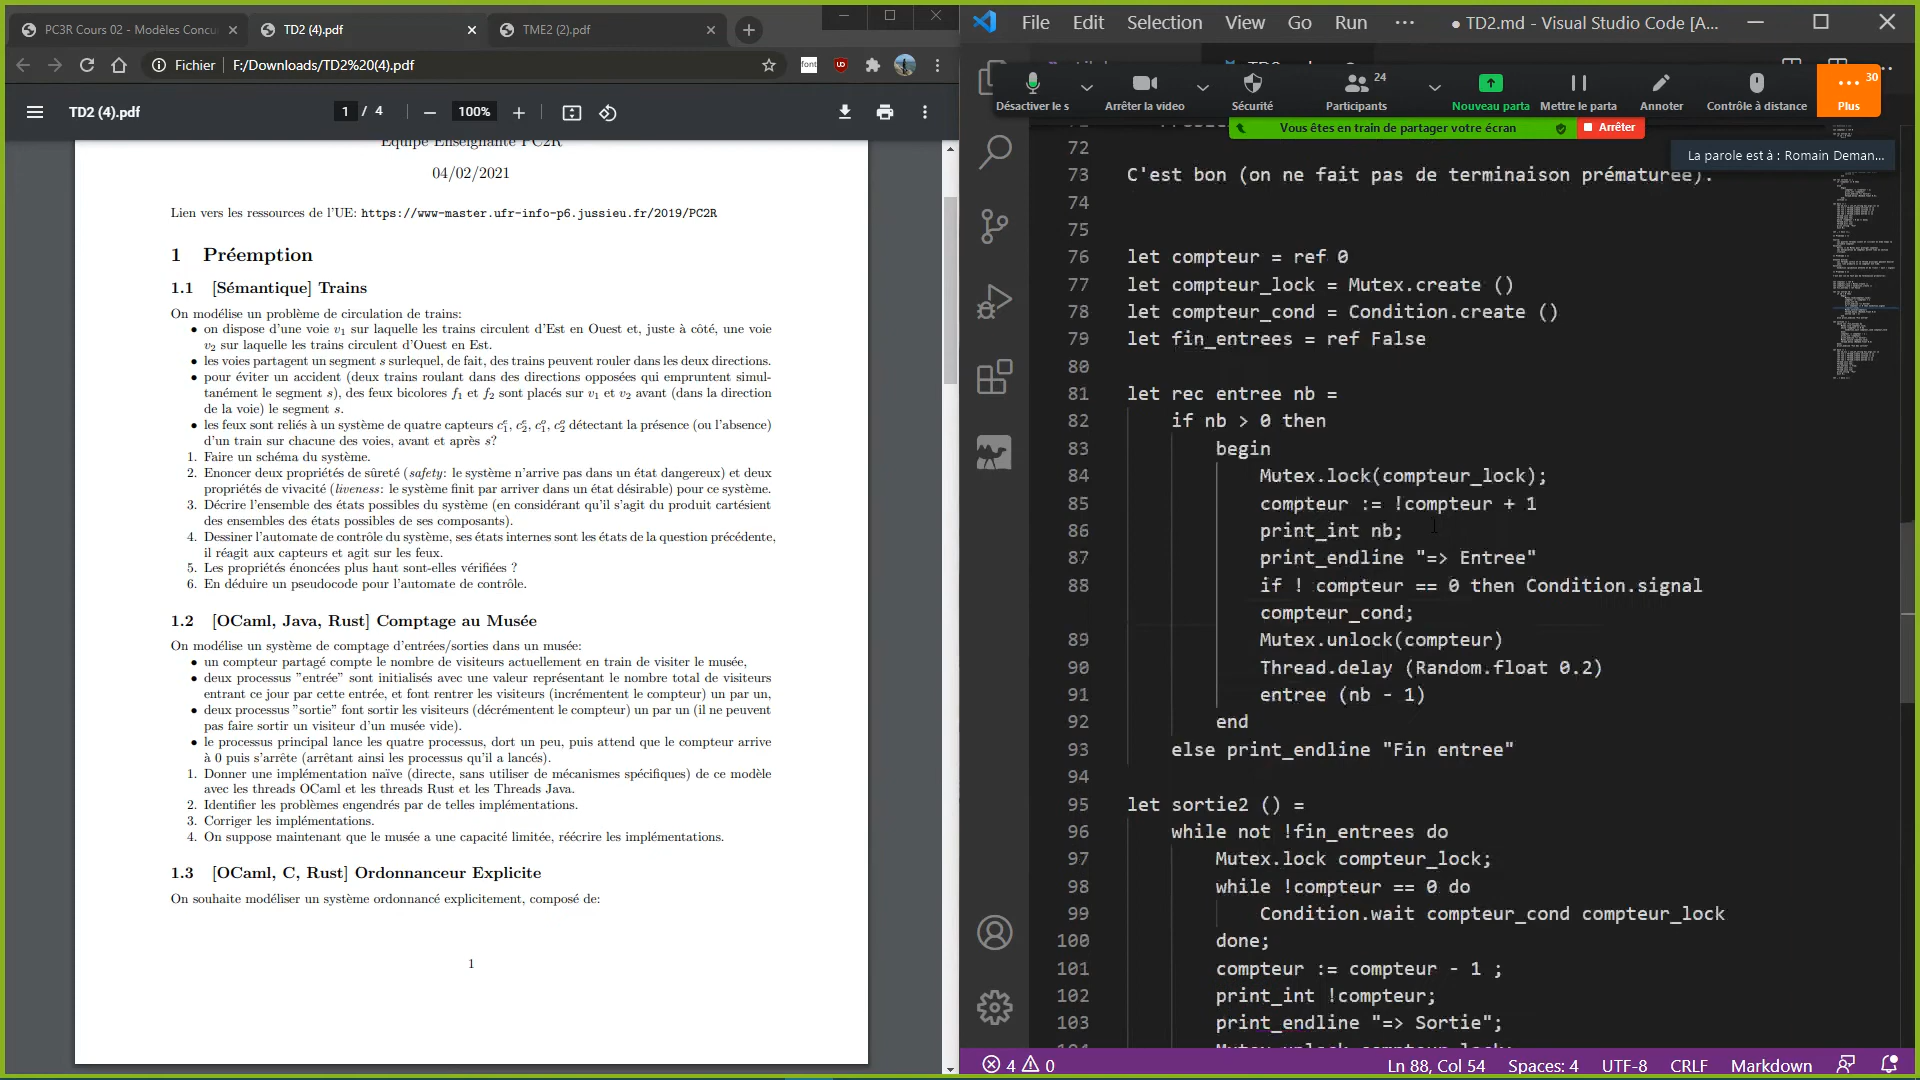 PC3R Cours 02 - Modèles Concu
TD2 (4).pdf
TME2 (2).pdf
Fichier
F:/Downloads/TD2%20(4).pdf
TD2 (4).pdf
1 / 4
100%
Equipe Enseignante PC2R
04/02/2021
Lien vers les ressources de l'UE: https://www-master.ufr-info-p6.jussieu.fr/2019/PC2R
1 Préemption
1.1 [Sémantique] Trains
On modélise un problème de circulation de trains:
• on dispose d'une voie v1 sur laquelle les trains circulent d'Est en Ouest et, juste à côté, une voie
v2 sur laquelle les trains circulent d'Ouest en Est.
• les voies partagent un segment s surlequel, de fait, des trains peuvent rouler dans les deux directions.
• pour éviter un accident (deux trains roulant dans des directions opposées qui empruntent simul-
tanément le segment s), des feux bicolores f1 et f2 sont placés sur v1 et v2 avant (dans la direction
de la voie) le segment s.
• les feux sont reliés à un système de quatre capteurs c1^e, c2^e, c1^o, c2^o détectant la présence (ou l'absence)
d'un train sur chacune des voies, avant et après s?
1. Faire un schéma du système.
2. Enoncer deux propriétés de sûreté (safety: le système n'arrive pas dans un état dangereux) et deux
propriétés de vivacité (liveness: le système finit par arriver dans un état désirable) pour ce système.
3. Décrire l'ensemble des états possibles du système (en considérant qu'il s'agit du produit cartésient
des ensembles des états possibles de ses composants).
4. Dessiner l'automate de contrôle du système, ses états internes sont les états de la question précédente,
il réagit aux capteurs et agit sur les feux.
5. Les propriétés énoncées plus haut sont-elles vérifiées ?
6. En déduire un pseudocode pour l'automate de contrôle.
1.2 [OCaml, Java, Rust] Comptage au Musée
On modélise un système de comptage d'entrées/sorties dans un musée:
• un compteur partagé compte le nombre de visiteurs actuellement en train de visiter le musée,
• deux processus "entrée" sont initialisés avec une valeur représentant le nombre total de visiteurs
entrant ce jour par cette entrée, et font rentrer les visiteurs (incrémentent le compteur) un par un,
• deux processus "sortie" font sortir les visiteurs (décrémentent le compteur) un par un (il ne peuvent
pas faire sortir un visiteur d'un musée vide).
• le processus principal lance les quatre processus, dort un peu, puis attend que le compteur arrive
à 0 puis s'arrête (arrêtant ainsi les processus qu'il a lancés).
1. Donner une implémentation naïve (directe, sans utiliser de mécanismes spécifiques) de ce modèle
avec les threads OCaml et les threads Rust et les Threads Java.
2. Identifier les problèmes engendrés par de telles implémentations.
3. Corriger les implémentations.
4. On suppose maintenant que le musée a une capacité limitée, réécrire les implémentations.
1.3 [OCaml, C, Rust] Ordonnanceur Explicite
On souhaite modéliser un système ordonnancé explicitement, composé de:
1
File Edit Selection View Go Run ··· ● TD2.md - Visual Studio Code [A...
Désactiver le s
Arrêter la vidéo
Sécurité
Participants 24
Nouveau parta
Mettre le parta
Annoter
Contrôle à distance
Plus 30
Vous êtes en train de partager votre écran
Arrêter
La parole est à : Romain Deman...
72
73 C'est bon (on ne fait pas de terminaison prématurée).
74
75
76 let compteur = ref 0
77 let compteur_lock = Mutex.create ()
78 let compteur_cond = Condition.create ()
79 let fin_entrees = ref False
80
81 let rec entree nb =
82 if nb > 0 then
83 begin
84 Mutex.lock(compteur_lock);
85 compteur := !compteur + 1
86 print_int nb;
87 print_endline "=> Entree"
88 if ! compteur == 0 then Condition.signal
compteur_cond;
89 Mutex.unlock(compteur)
90 Thread.delay (Random.float 0.2)
91 entree (nb - 1)
92 end
93 else print_endline "Fin entree"
94
95 let sortie2 () =
96 while not !fin_entrees do
97 Mutex.lock compteur_lock;
98 while !compteur == 0 do
99 Condition.wait compteur_cond compteur_lock
100 done;
101 compteur := compteur - 1 ;
102 print_int !compteur;
103 print_endline "=> Sortie";
4 0
Ln 88, Col 54 Spaces: 4 UTF-8 CRLF Markdown